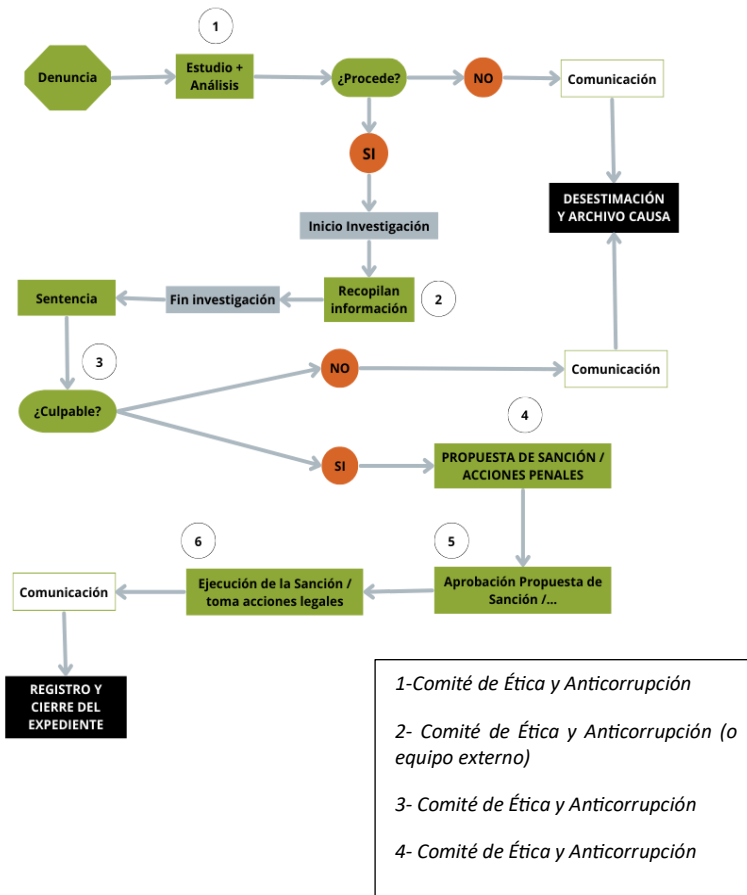 1
Denuncia
Estudio +
Análisis
¿Procede?
NO
Comunicación
SI
DESESTIMACIÓN
Y ARCHIVO CAUSA
Inicio Investigación
Sentencia
Fin investigación
Recopilan
información
2
3
NO
Comunicación
¿Culpable?
4
SI
PROPUESTA DE SANCIÓN /
ACCIONES PENALES
6
5
Comunicación
Ejecución de la Sanción /
toma acciones legales
Aprobación Propuesta de
Sanción /...
REGISTRO Y
CIERRE DEL
EXPEDIENTE
1-Comité de Ética y Anticorrupción
2- Comité de Ética y Anticorrupción (o
equipo externo)
3- Comité de Ética y Anticorrupción
4- Comité de Ética y Anticorrupción